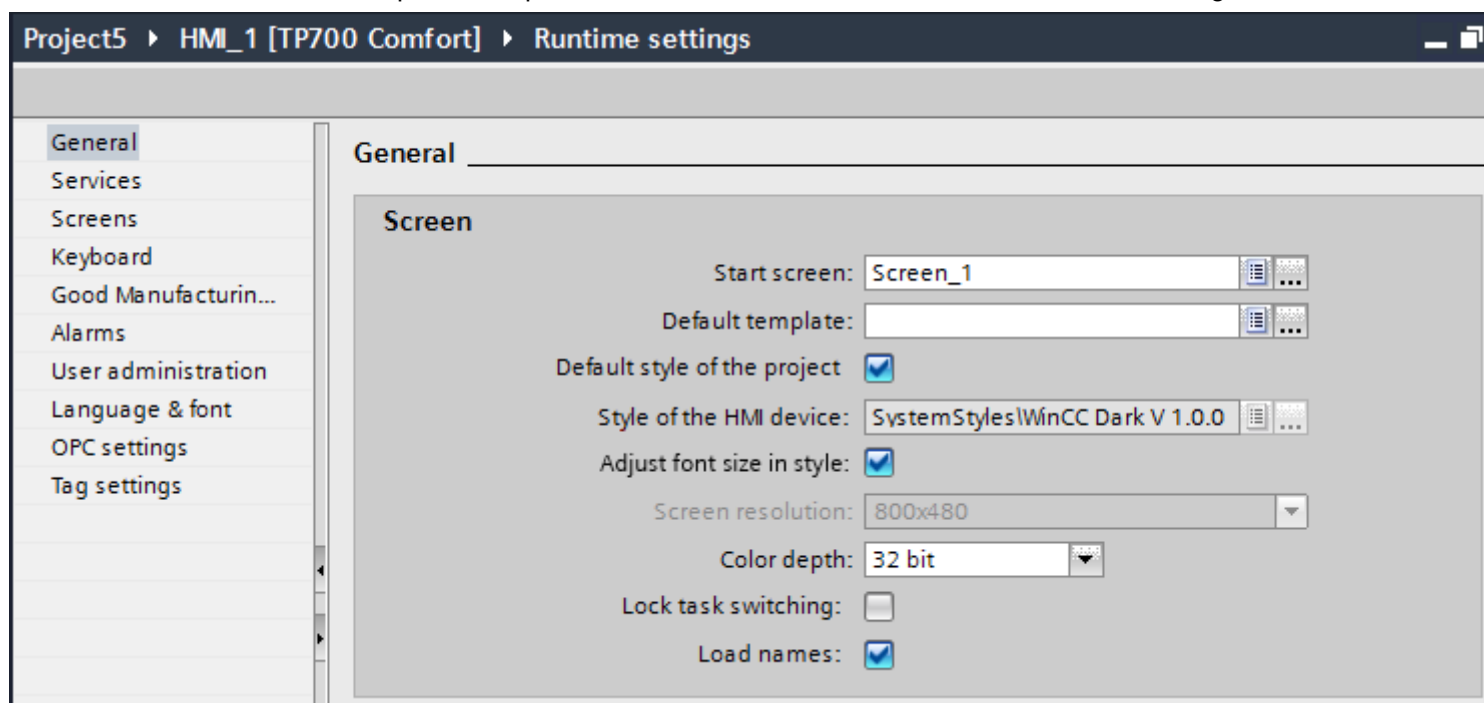 Project5 ▸ HMI_1 [TP700 Comfort] ▸ Runtime settings
General
Services
Screens
Keyboard
Good Manufacturin...
Alarms
User administration
Language & font
OPC settings
Tag settings
General
Screen
Start screen: Screen_1
Default template:
Default style of the project
Style of the HMI device: SystemStyles\WinCC Dark V 1.0.0
Adjust font size in style:
Screen resolution: 800x480
Color depth: 32 bit
Lock task switching:
Load names: